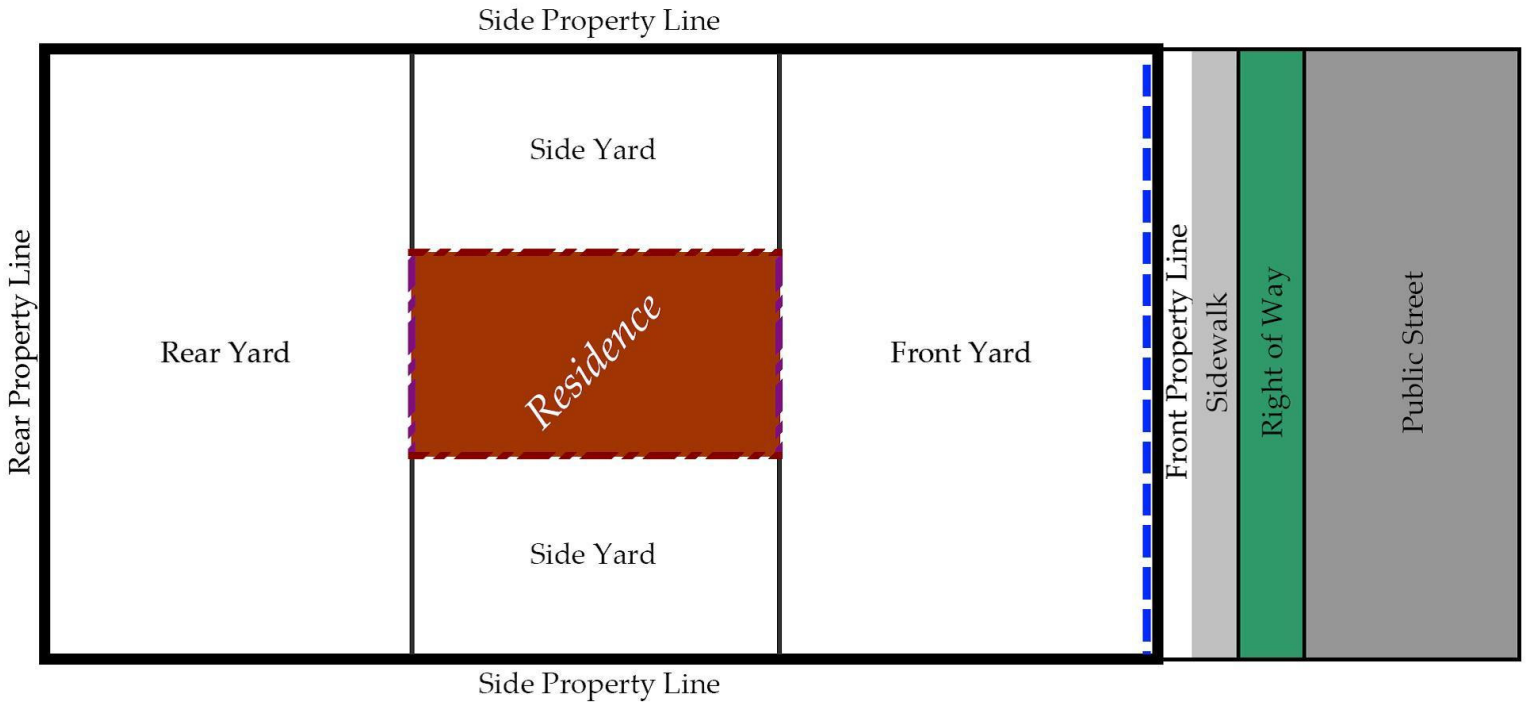 Side Property Line
Side Yard
Rear Property Line
Rear Yard
Residence
Front Yard
Front Property Line
Sidewalk
Right of Way
Public Street
Side Yard
Side Property Line